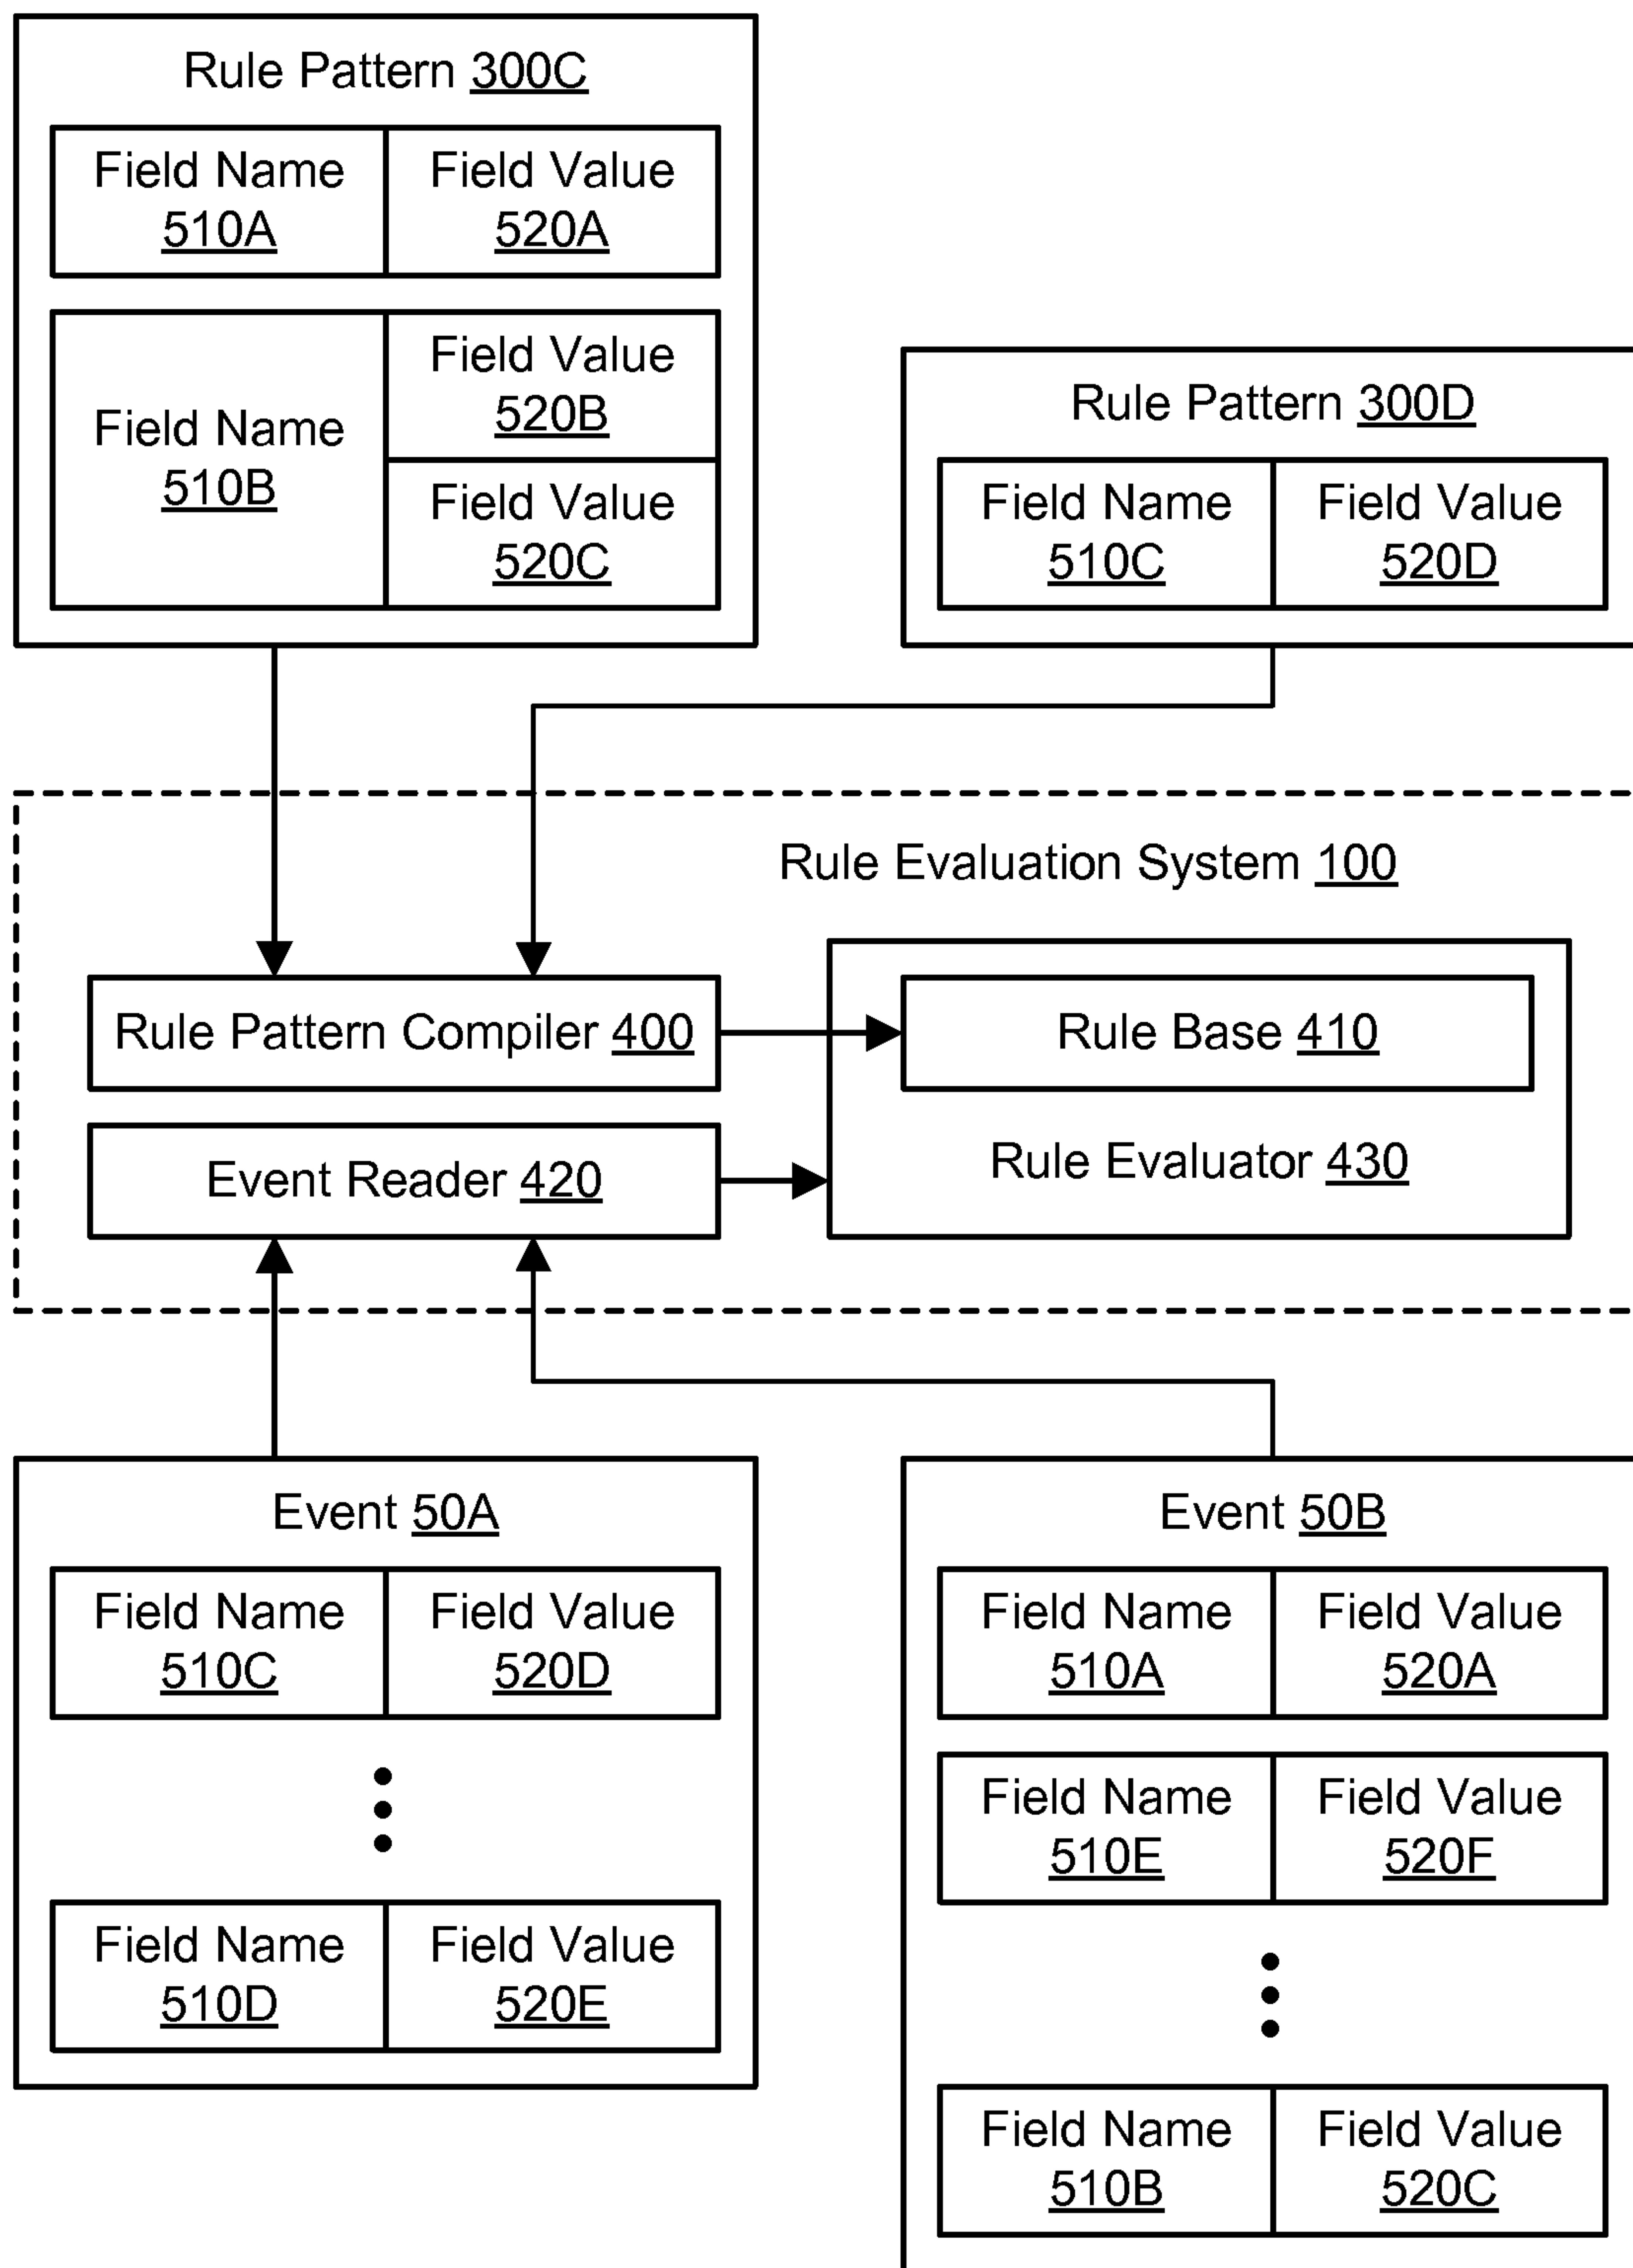 Rule Pattern 300C
Field Name
510A
Field Value
520A
Field Name
510B
Field Value
520B
Field Value
520C
Rule Pattern 300D
Field Name
510C
Field Value
520D
Rule Evaluation System 100
Rule Pattern Compiler 400
Rule Base 410
Event Reader 420
Rule Evaluator 430
Event 50A
Field Name
510C
Field Value
520D
Field Name
510D
Field Value
520E
Event 50B
Field Name
510A
Field Value
520A
Field Name
510E
Field Value
520F
Field Name
510B
Field Value
520C